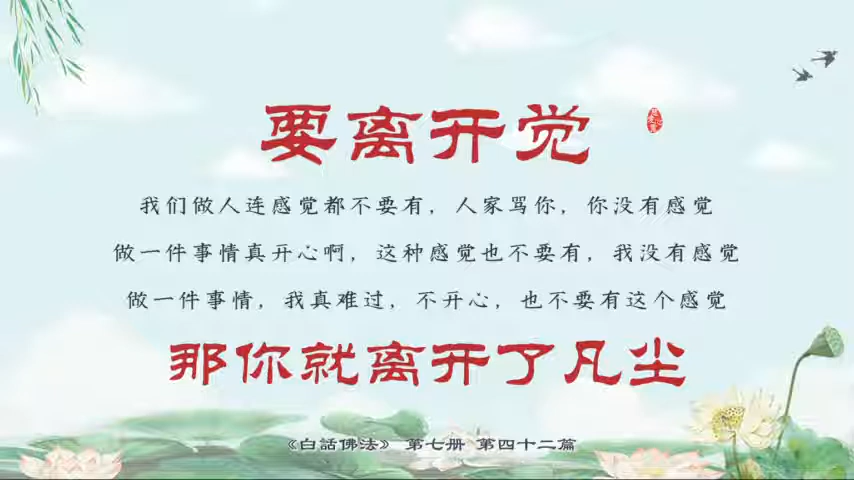 要离开觉
我们做人连感觉都不要有，人家骂你，你没有感觉
做一件事情真开心啊，这种感觉也不要有，我没有感觉
做一件事情，我真难过，不开心，也不要有这个感觉
那你就离开了凡尘
《白話佛法》 第七册 第四十二篇